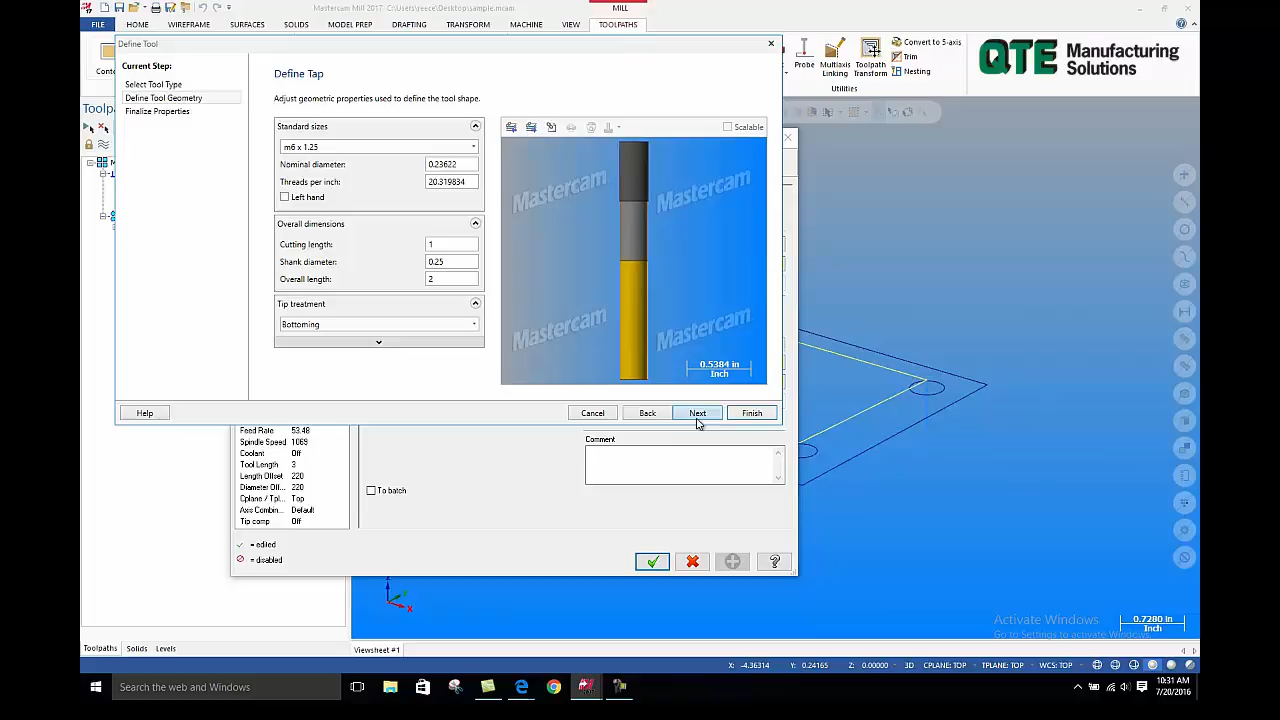 Mastercam Mill 2017 - C:\Users\reece\Desktop\sample.mcam
MILL
FILE
HOME
WIREFRAME
SURFACES
SOLIDS
MODEL PREP
DRAFTING
TRANSFORM
MACHINE
VIEW
TOOLPATHS
Define Tool
Current Step:
Select Tool Type
Define Tool Geometry
Finalize Properties
Define Tap
Adjust geometric properties used to define the tool shape.
Standard sizes
m6 x 1.25
Nominal diameter: 0.23622
Threads per inch: 20.319834
Left hand
Overall dimensions
Cutting length: 1
Shank diameter: 0.25
Overall length: 2
Tip treatment
Bottoming
Scalable
Mastercam
Mastercam
Mastercam
Mastercam
0.5384 in
Inch
Help
Cancel
Back
Next
Finish
Probe
Multiaxis
Linking
Toolpath
Transform
Convert to 5-axis
Trim
Nesting
Utilities
QTE Manufacturing
Solutions
Feed Rate 53.48
Spindle Speed 1069
Coolant Off
Tool Length 3
Length Offset 220
Diameter Off... 220
Cplane / Tpl... Top
Axis Combin... Default
Tip comp Off
To batch
Comment
= edited
= disabled
X
0.7280 in
Inch
Activate Windows
Go to Settings to activate Windows.
Toolpaths
Solids
Levels
Viewsheet #1
X: -4.36314
Y: 0.24165
Z: 0.00000
3D
CPLANE: TOP
TPLANE: TOP
WCS: TOP
Search the web and Windows
10:31 AM
7/20/2016